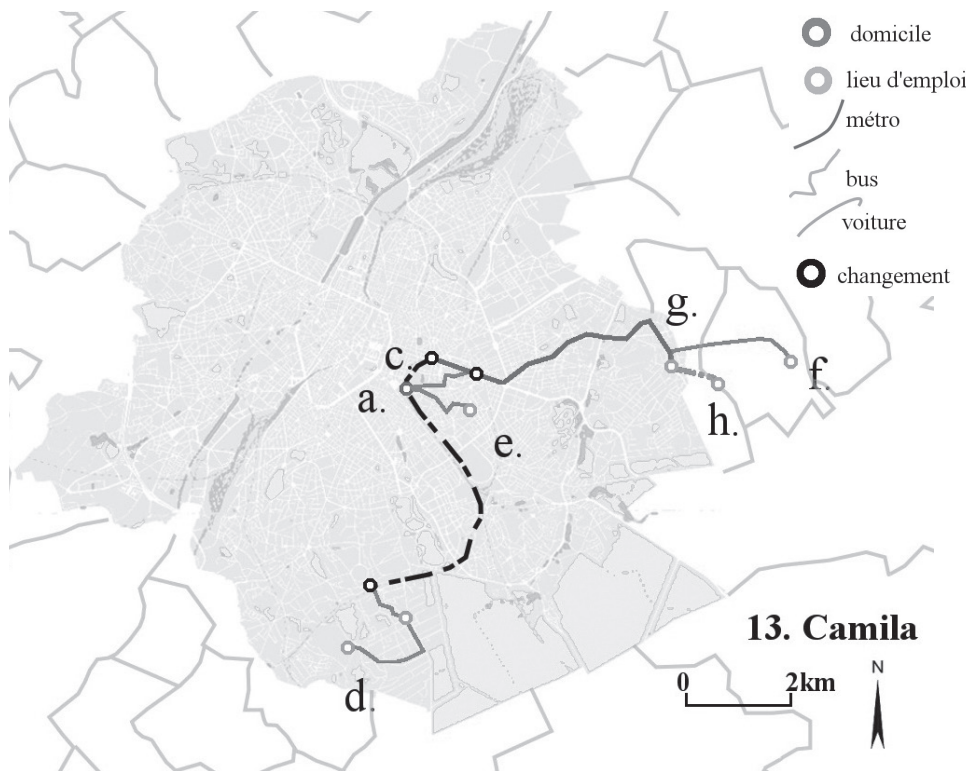 domicile
lieu d'emploi
métro
bus
voiture
changement
g.
c.
f.
a.
h.
e.
13. Camila
N
0 2km
d.